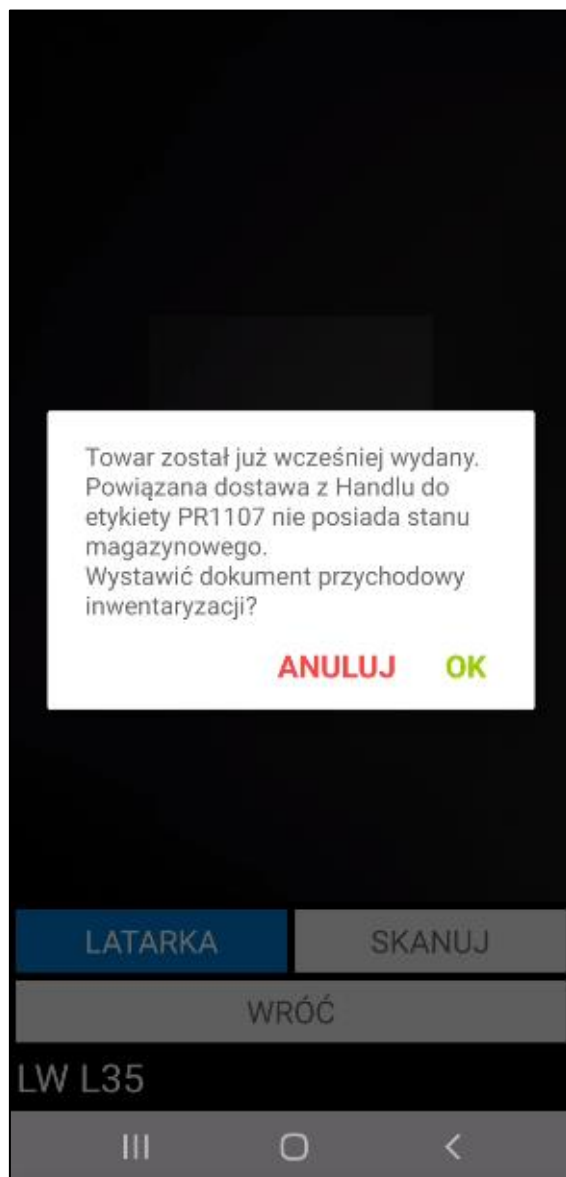 Towar został już wcześniej wydany.
Powiązana dostawa z Handlu do
etykiety PR1107 nie posiada stanu
magazynowego.
Wystawić dokument przychodowy
inwentaryzacji?
ANULUJ OK
LATARKA SKANUJ
WRÓĆ
LW L35